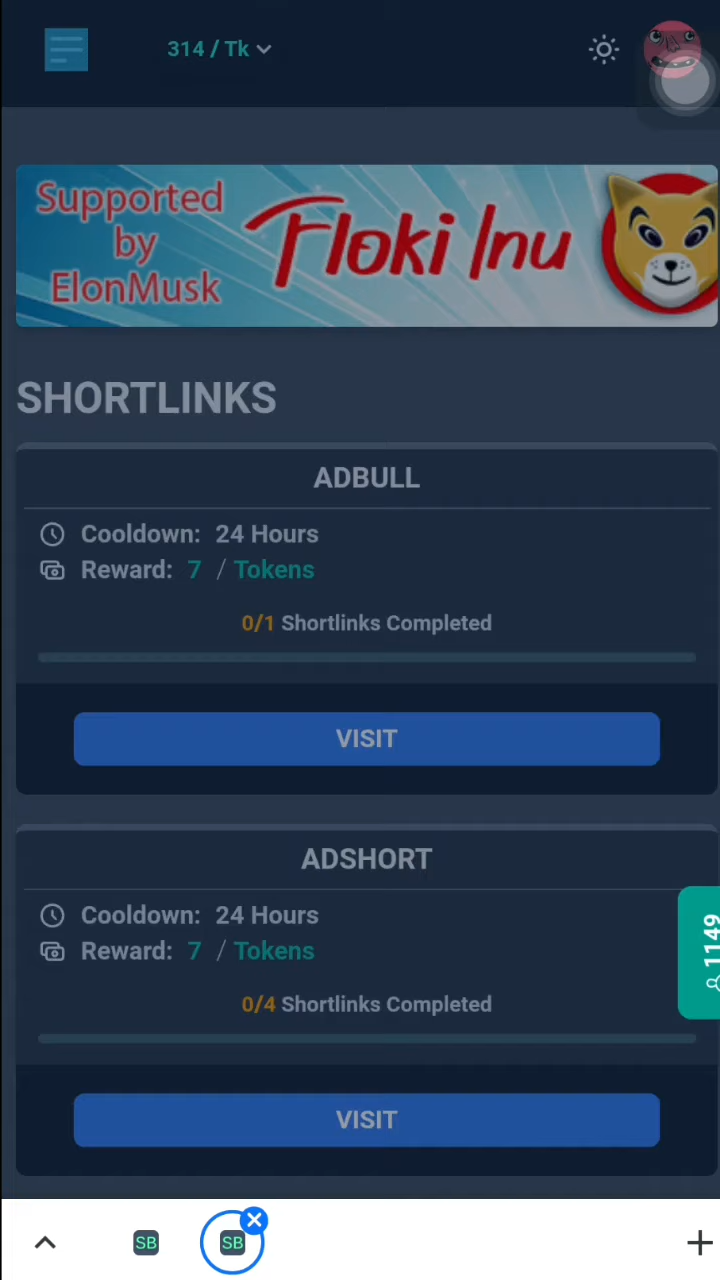 314 / Tk
Supported
by
ElonMusk
Floki Inu
SHORTLINKS
ADBULL
Cooldown: 24 Hours
Reward: 7 / Tokens
0/1 Shortlinks Completed
VISIT
ADSHORT
Cooldown: 24 Hours
Reward: 7 / Tokens
1149
0/4 Shortlinks Completed
VISIT
SB
SB